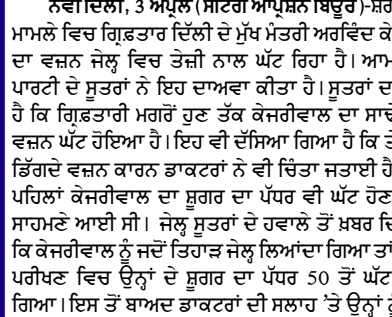 ਨਵੀਂ ਦਿੱਲੀ, 3 ਅਪ੍ਰੈਲ (ਸੀਟਰੀ ਆਪ੍ਰੇਸ਼ਨ ਬਿਊਰੋ)-ਸ਼ਰ
ਮਾਮਲੇ ਵਿਚ ਗ੍ਰਿਫ਼ਤਾਰ ਦਿੱਲੀ ਦੇ ਮੁੱਖ ਮੰਤਰੀ ਅਰਵਿੰਦ ਕੇ
ਦਾ ਵਜ਼ਨ ਜੇਲ੍ਹ ਵਿਚ ਤੇਜ਼ੀ ਨਾਲ ਘੱਟ ਰਿਹਾ ਹੈ। ਆਮ
ਪਾਰਟੀ ਦੇ ਸੂਤਰਾਂ ਨੇ ਇਹ ਦਾਅਵਾ ਕੀਤਾ ਹੈ। ਸੂਤਰਾਂ ਦ
ਹੈ ਕਿ ਗ੍ਰਿਫ਼ਤਾਰੀ ਮਗਰੋਂ ਹੁਣ ਤੱਕ ਕੇਜਰੀਵਾਲ ਦਾ ਸਾਢੇ
ਵਜ਼ਨ ਘੱਟ ਹੋਇਆ ਹੈ। ਇਹ ਵੀ ਦੱਸਿਆ ਗਿਆ ਹੈ ਕਿ
ਡਿੱਗਦੇ ਵਜ਼ਨ ਕਾਰਨ ਡਾਕਟਰਾਂ ਨੇ ਵੀ ਚਿੰਤਾ ਜਤਾਈ ਹੈ
ਪਹਿਲਾਂ ਕੇਜਰੀਵਾਲ ਦਾ ਸ਼ੂਗਰ ਦਾ ਪੱਧਰ ਵੀ ਘੱਟ ਹੋਣ
ਸਾਹਮਣੇ ਆਈ ਸੀ। ਜੇਲ੍ਹ ਸੂਤਰਾਂ ਦੇ ਹਵਾਲੇ ਤੋਂ ਖ਼ਬਰ ਦਿ
ਕਿ ਕੇਜਰੀਵਾਲ ਨੂੰ ਜਦੋਂ ਤਿਹਾੜ ਜੇਲ੍ਹ ਲਿਆਂਦਾ ਗਿਆ ਤਾਂ
ਪਰੀਖਣ ਵਿਚ ਉਨ੍ਹਾਂ ਦੇ ਸ਼ੂਗਰ ਦਾ ਪੱਧਰ 50 ਤੋਂ ਘੱਟ
ਗਿਆ। ਇਸ ਤੋਂ ਬਾਅਦ ਡਾਕਟਰਾਂ ਦੀ ਸਲਾਹ 'ਤੇ ਉਨ੍ਹਾਂ ਨੂੰ